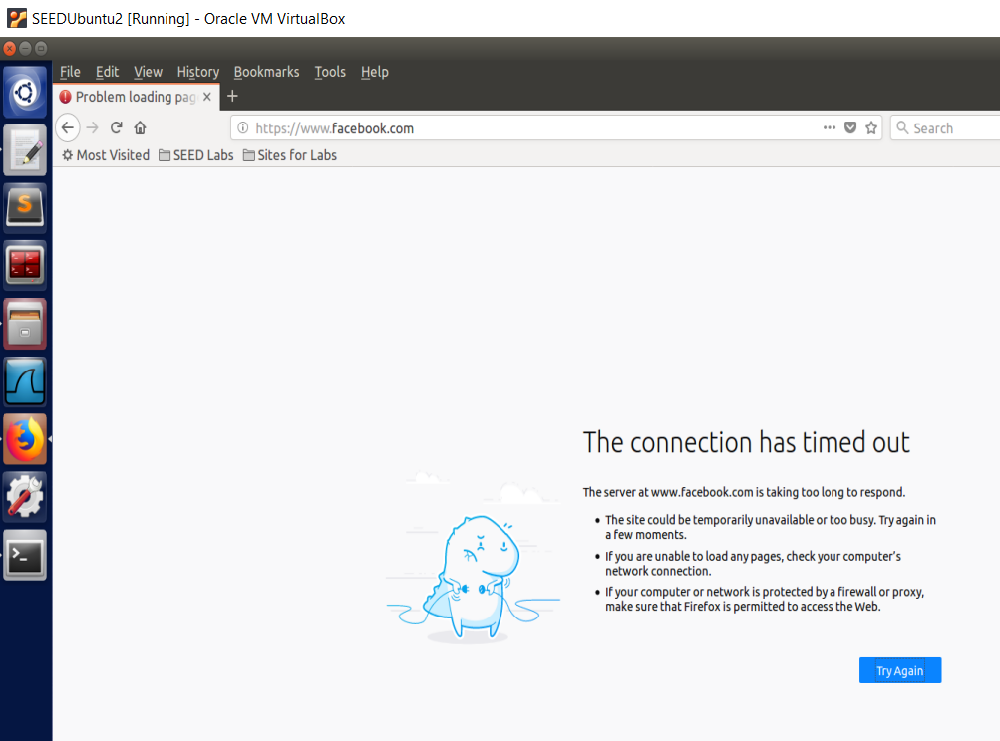 SEEDUbuntu2 [Running] - Oracle VM VirtualBox
File Edit View History Bookmarks Tools Help
Problem loading pag
https://www.facebook.com
Search
Most Visited SEED Labs Sites for Labs
The connection has timed out
The server at www.facebook.com is taking too long to respond.
• The site could be temporarily unavailable or too busy. Try again in
a few moments.
• If you are unable to load any pages, check your computer's
network connection.
• If your computer or network is protected by a firewall or proxy,
make sure that Firefox is permitted to access the Web.
Try Again